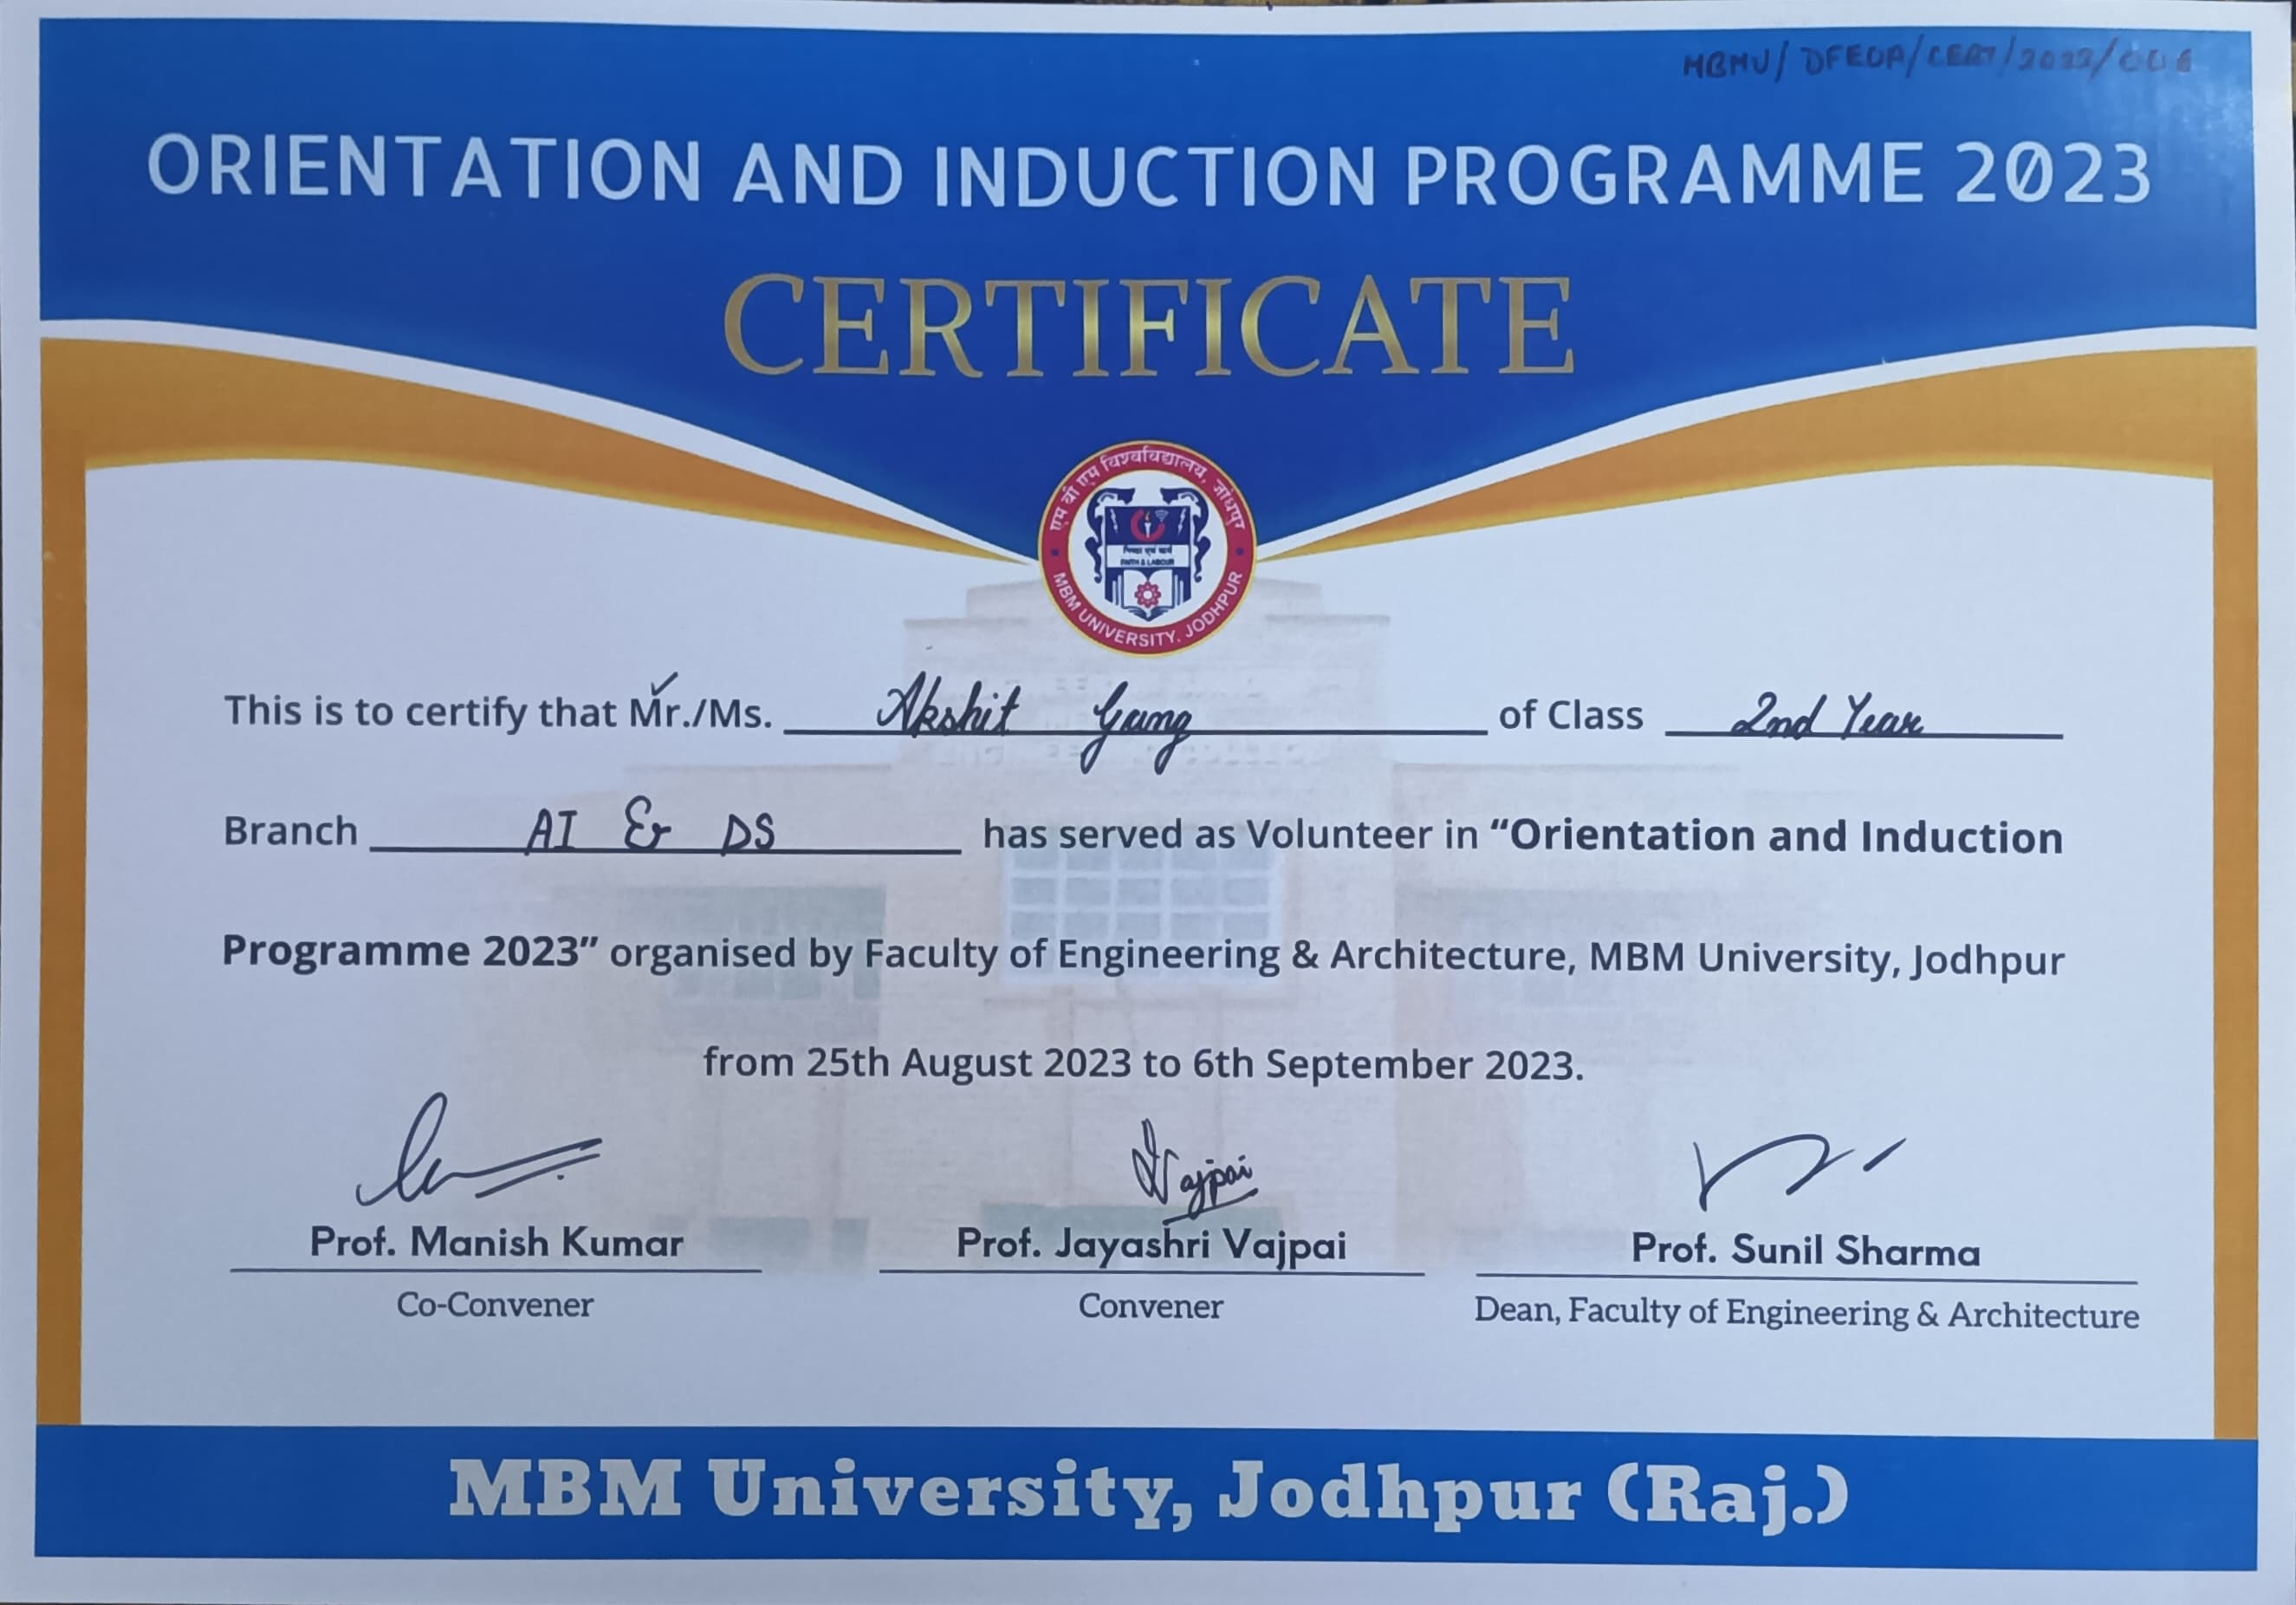 MBMU/DFEOA/CERT/2022/006
ORIENTATION AND INDUCTION PROGRAMME 2023
CERTIFICATE
एम बी एम विश्वविद्यालय, जोधपुर
निष्ठा एवं कार्य
FAITH & LABOUR
MBM UNIVERSITY, JODHPUR
This is to certify that Mr./Ms. Akshit Garg of Class 2nd Year
Branch AI & DS has served as Volunteer in “Orientation and Induction
Programme 2023” organised by Faculty of Engineering & Architecture, MBM University, Jodhpur
from 25th August 2023 to 6th September 2023.
Vajpai
Prof. Manish Kumar Prof. Jayashri Vajpai Prof. Sunil Sharma
Co-Convener Convener Dean, Faculty of Engineering & Architecture
MBM University, Jodhpur (Raj.)